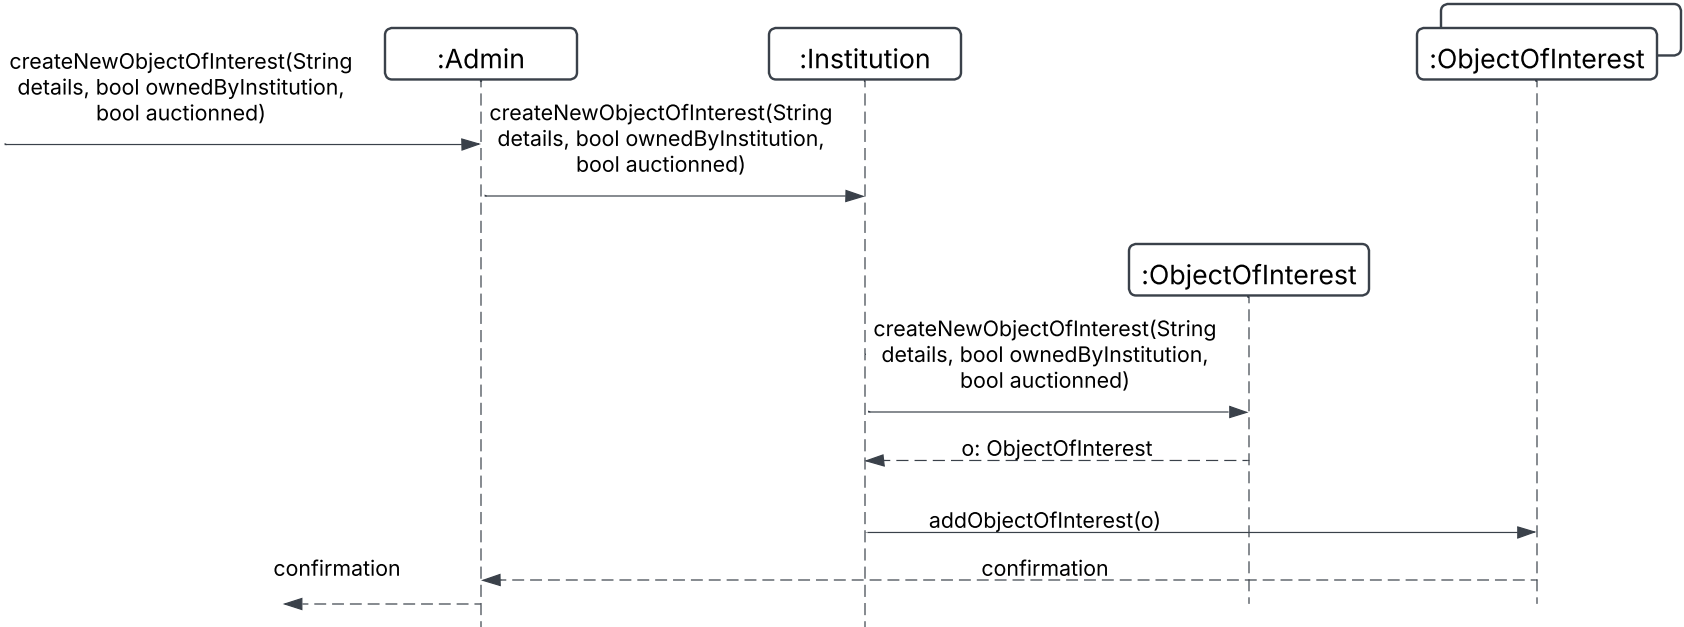 :Admin
:Institution
:ObjectOfInterest
createNewObjectOfInterest(String
details, bool ownedByInstitution,
bool auctionned)
createNewObjectOfInterest(String
details, bool ownedByInstitution,
bool auctionned)
:ObjectOfInterest
createNewObjectOfInterest(String
details, bool ownedByInstitution,
bool auctionned)
o: ObjectOfInterest
addObjectOfInterest(o)
confirmation
confirmation